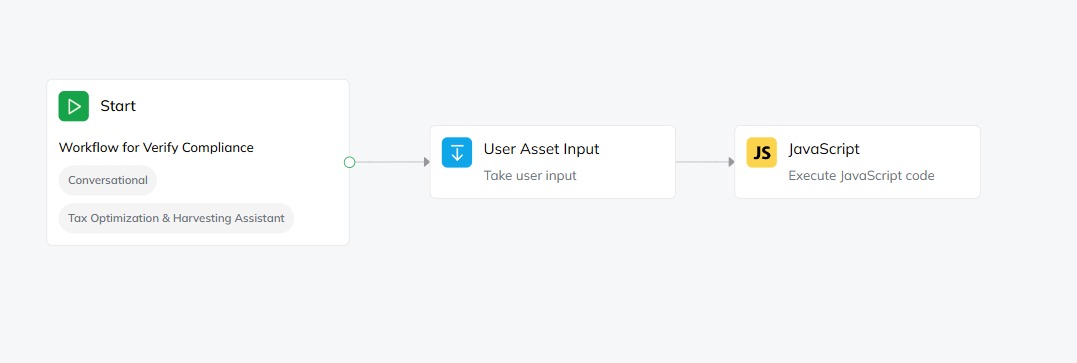 Start
Workflow for Verify Compliance
Conversational
Tax Optimization & Harvesting Assistant
User Asset Input
Take user input
JS
JavaScript
Execute JavaScript code